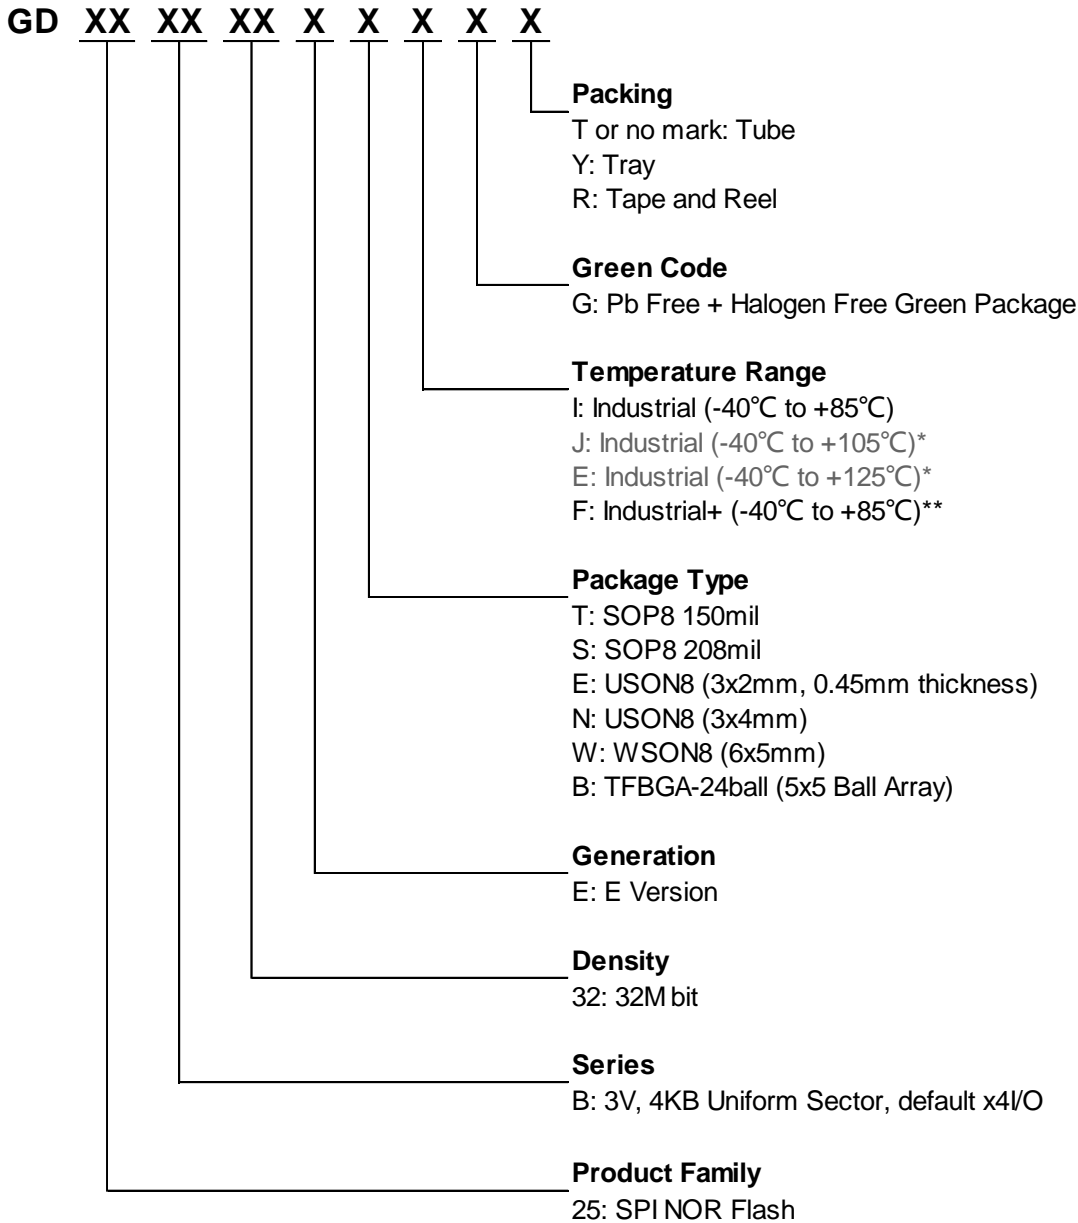 GD XX XX XX X X X X X
Packing
T or no mark: Tube
Y: Tray
R: Tape and Reel
Green Code
G: Pb Free + Halogen Free Green Package
Temperature Range
I: Industrial (-40℃ to +85℃)
J: Industrial (-40℃ to +105℃)*
E: Industrial (-40℃ to +125℃)*
F: Industrial+ (-40℃ to +85℃)**
Package Type
T: SOP8 150mil
S: SOP8 208mil
E: USON8 (3x2mm, 0.45mm thickness)
N: USON8 (3x4mm)
W: WSON8 (6x5mm)
B: TFBGA-24ball (5x5 Ball Array)
Generation
E: E Version
Density
32: 32M bit
Series
B: 3V, 4KB Uniform Sector, default x4I/O
Product Family
25: SPI NOR Flash